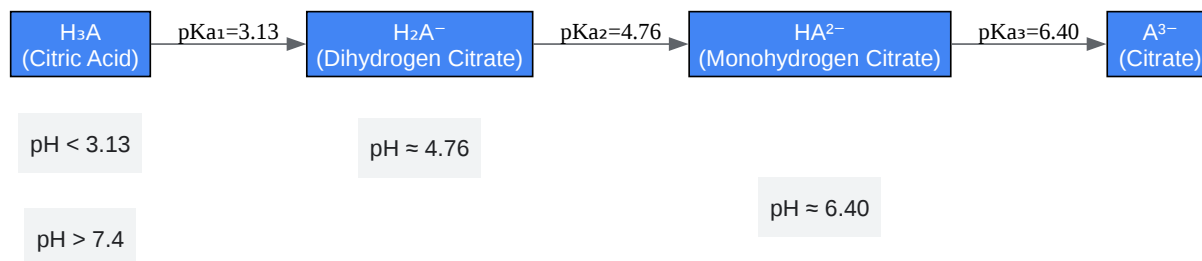 H₃A
(Citric Acid)
pKa₁=3.13
H₂A⁻
(Dihydrogen Citrate)
pKa₂=4.76
HA²⁻
(Monohydrogen Citrate)
pKa₃=6.40
A³⁻
(Citrate)
pH < 3.13
pH ≈ 4.76
pH ≈ 6.40
pH > 7.4